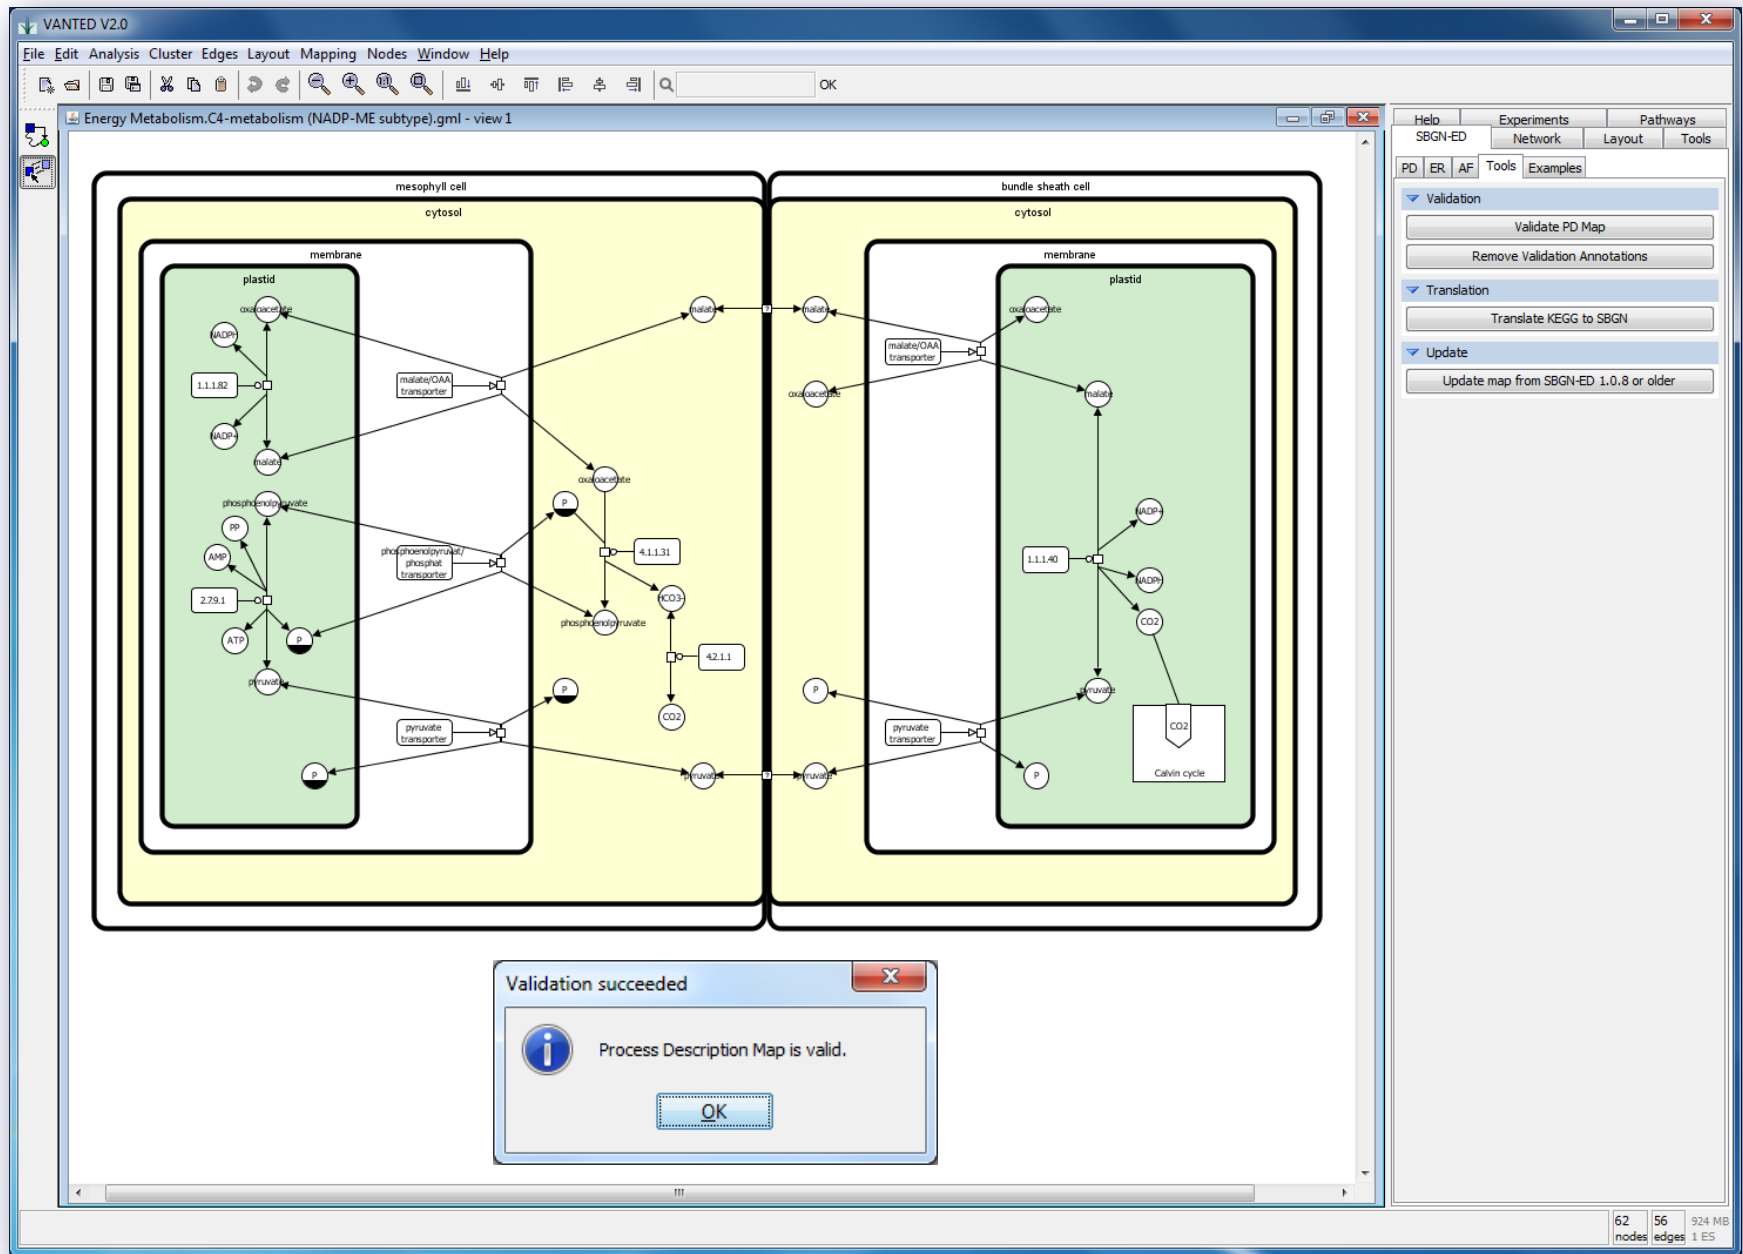 VANTED V2.0
File Edit Analysis Cluster Edges Layout Mapping Nodes Window Help
OK
Energy Metabolism.C4-metabolism (NADP-ME subtype).gml - view 1
mesophyll cell
cytosol
membrane
plastid
oxaloacetate
NADPH
1.1.1.82
NADP+
malate
phosphoenolpyruvate
PP
AMP
2.7.9.1
ATP
P
pyruvate
P
malate/OAA
transporter
phosphoenolpyruvat/
phosphat
transporter
pyruvate
transporter
malate
oxaloacetate
P
4.1.1.31
HCO3-
phosphoenolpyruvate
4.2.1.1
P
CO2
pyruvate
?
?
bundle sheath cell
cytosol
membrane
plastid
malate
oxaloacetate
malate/OAA
transporter
oxaloacetate
malate
NADP+
1.1.1.40
NADPH
CO2
pyruvate
P
pyruvate
transporter
pyruvate
P
CO2
Calvin cycle
Validation succeeded
Process Description Map is valid.
OK
Help Experiments Pathways
SBGN-ED Network Layout Tools
PD ER AF Tools Examples
Validation
Validate PD Map
Remove Validation Annotations
Translation
Translate KEGG to SBGN
Update
Update map from SBGN-ED 1.0.8 or older
62 56 924 MB
nodes edges 1 ES